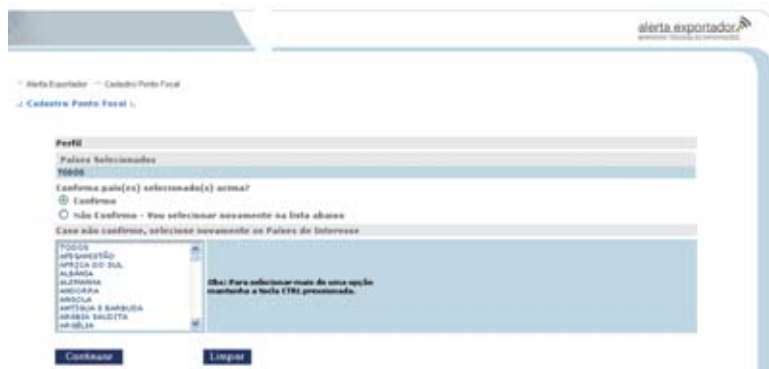 alerta exportador
Alerta Exportador Cadastro Ponto Focal
.: Cadastro Ponto Focal :.
Perfil
Países Selecionados
TODOS
Confirma país(es) selecionado(s) acima?
Confirma
Não Confirma - Vou selecionar novamente na lista abaixo
Caso não confirme, selecione novamente os Países de Interesse
TODOS
AFEGANISTÃO
AFRICA DO SUL
ALBÂNIA
ALEMANHA
ANDORRA
ANGOLA
ANTÍGUA E BARBUDA
ARÁBIA SAUDITA
ARGÉLIA
Obs: Para selecionar mais de uma opção
mantenha a tecla CTRL pressionada.
Continuar Limpar